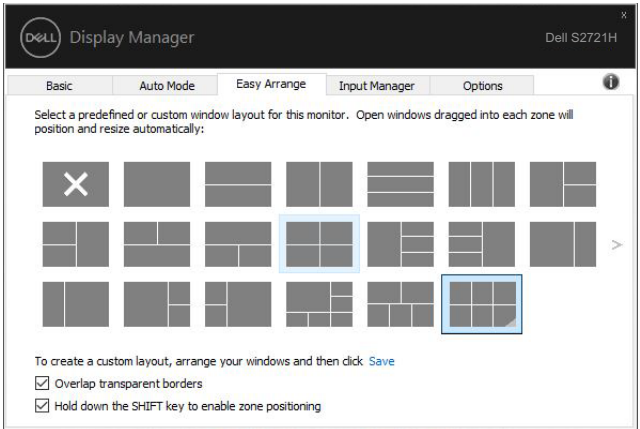 x
DELL Display Manager
Dell S2721H
Basic Auto Mode Easy Arrange Input Manager Options i
Select a predefined or custom window layout for this monitor. Open windows dragged into each zone will
position and resize automatically:
>
To create a custom layout, arrange your windows and then click Save
Overlap transparent borders
Hold down the SHIFT key to enable zone positioning